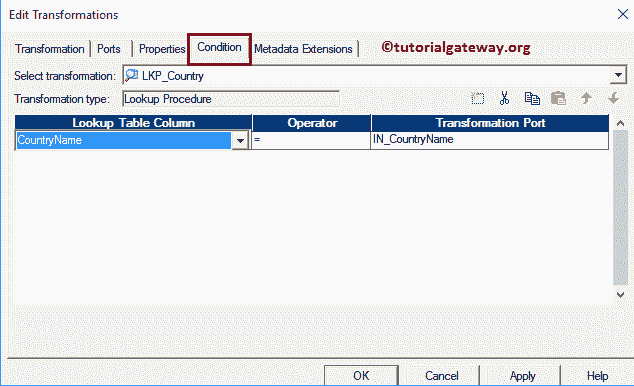 Edit Transformations
Transformation Ports Properties Condition Metadata Extensions ©tutorialgateway.org
Select transformation: LKP_Country
Transformation type: Lookup Procedure
Lookup Table Column Operator Transformation Port
CountryName = IN_CountryName
OK Cancel Apply Help